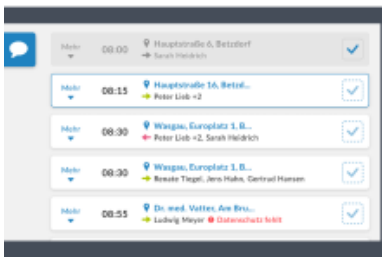 Mehr
08:00
Hauptstraße 6, Betzdorf
Sarah Heidrich
Mehr
08:15
Hauptstraße 16, Betzd...
Peter Lieb +2
Mehr
08:30
Wasgau, Europlatz 1, B...
Peter Lieb +2, Sarah Heidrich
Mehr
08:30
Wasgau, Europlatz 1, B...
Renate Tiegel, Jens Hahn, Gertrud Hansen
Mehr
08:55
Dr. med. Vatter, Am Bru...
Ludwig Meyer Datenschutz fehlt